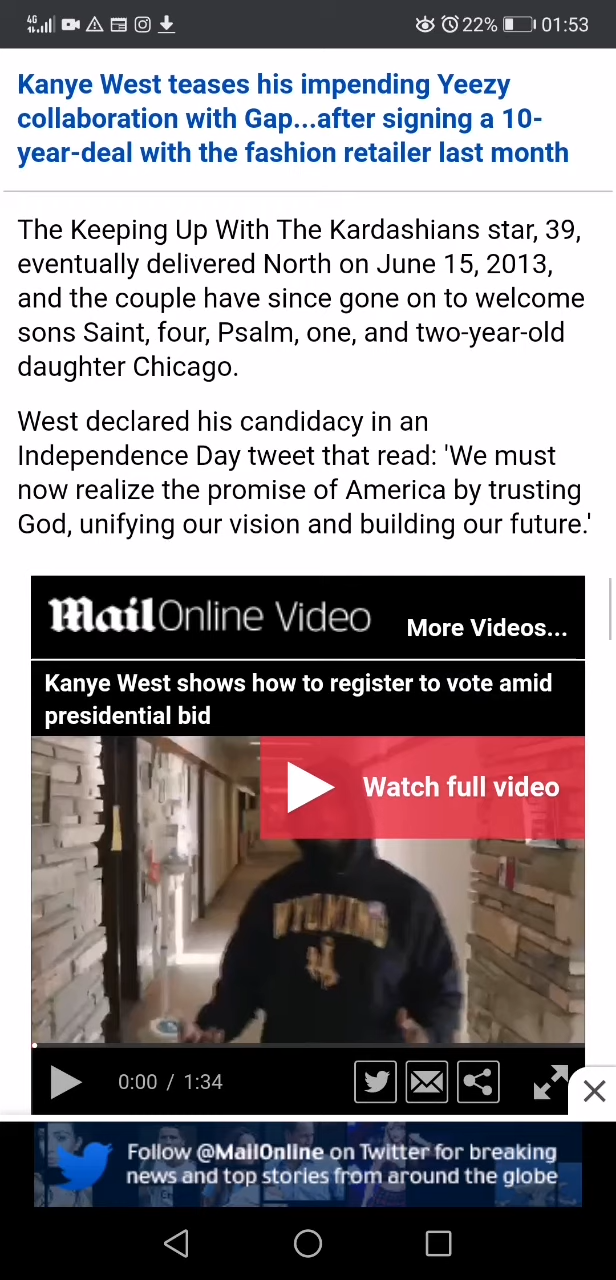 4G 22% 01:53
Kanye West teases his impending Yeezy
collaboration with Gap...after signing a 10-
year-deal with the fashion retailer last month
The Keeping Up With The Kardashians star, 39,
eventually delivered North on June 15, 2013,
and the couple have since gone on to welcome
sons Saint, four, Psalm, one, and two-year-old
daughter Chicago.
West declared his candidacy in an
Independence Day tweet that read: 'We must
now realize the promise of America by trusting
God, unifying our vision and building our future.'
MailOnline Video More Videos...
Kanye West shows how to register to vote amid
presidential bid
Watch full video
0:00 / 1:34
Follow @MailOnline on Twitter for breaking
news and top stories from around the globe